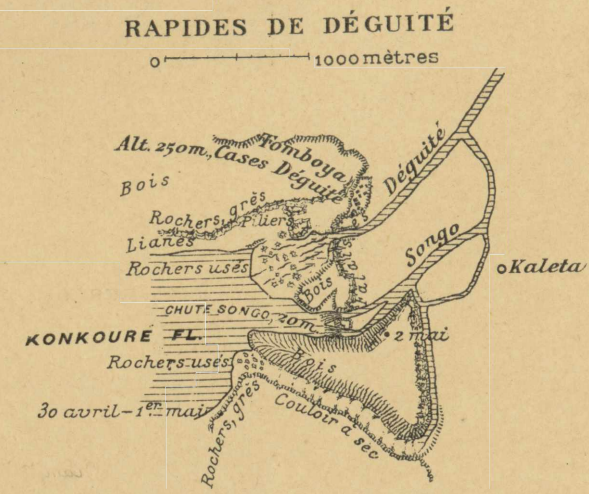 RAPIDES DE DÉGUITÉ
0 1000 mètres
Alt. 250m., Tomboya
Cases Déguité
Bois
Rochers, grès
Piliers
Lianes
Rochers usés
Déguité
Songo
Kaleta
Bois
CHUTE SONGO, 20m.
KONKOURÉ FL.
2 mai
Rochers usés
Bois
30 avril – 1er mai
Rochers, grès
Couloir à sec